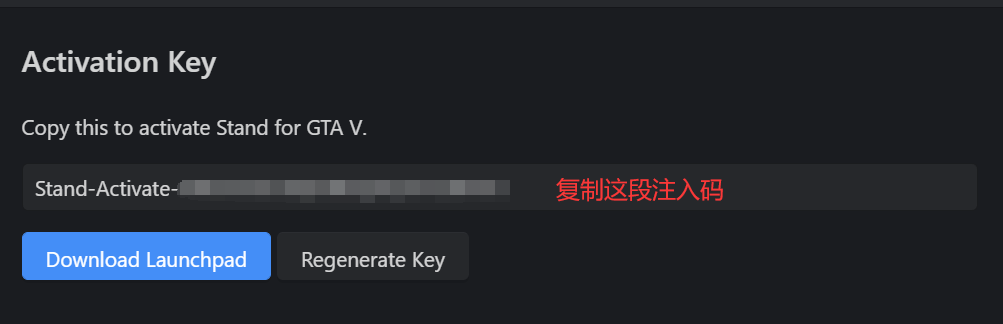 Activation Key
Copy this to activate Stand for GTA V.
Stand-Activate- 复制这段注入码
Download Launchpad Regenerate Key